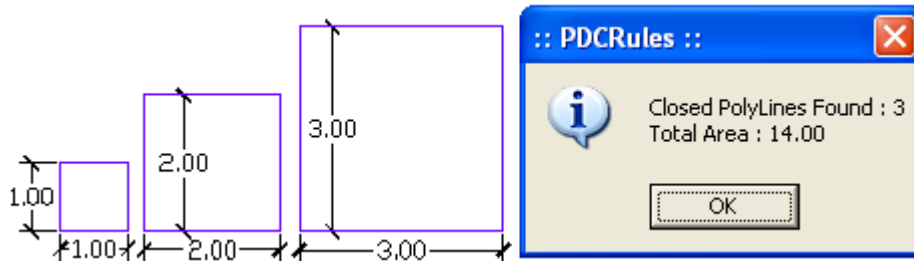 1.00
1.00
2.00
2.00
3.00
3.00
:: PDCRules ::
Closed PolyLines Found : 3
Total Area : 14.00
OK